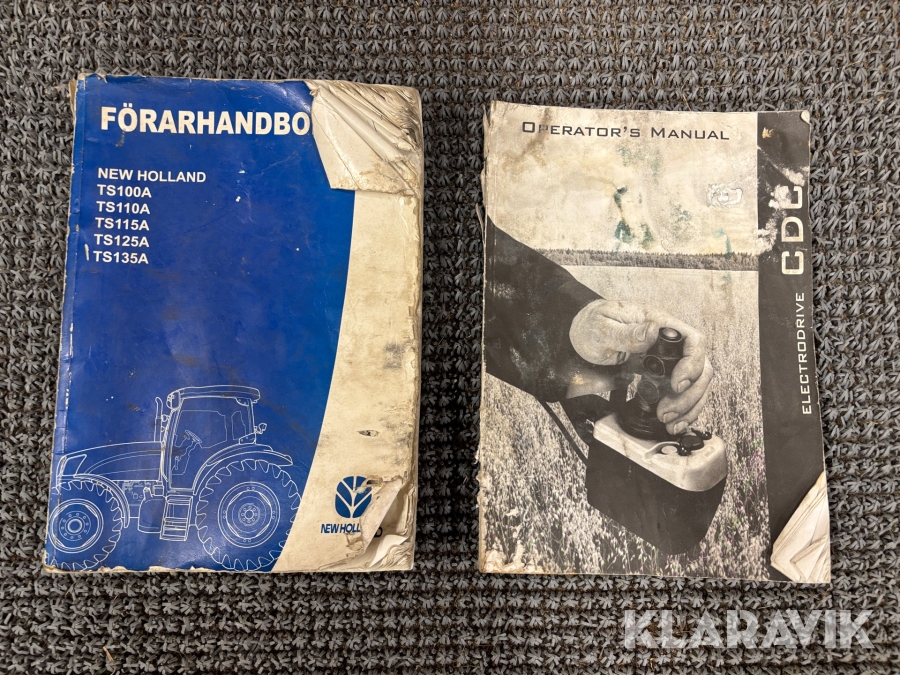 FÖRARHANDBO
NEW HOLLAND
TS100A
TS110A
TS115A
TS125A
TS135A
NEW HOLL
OPERATOR'S MANUAL
ELECTRODRIVE CDC
KLARAVIK